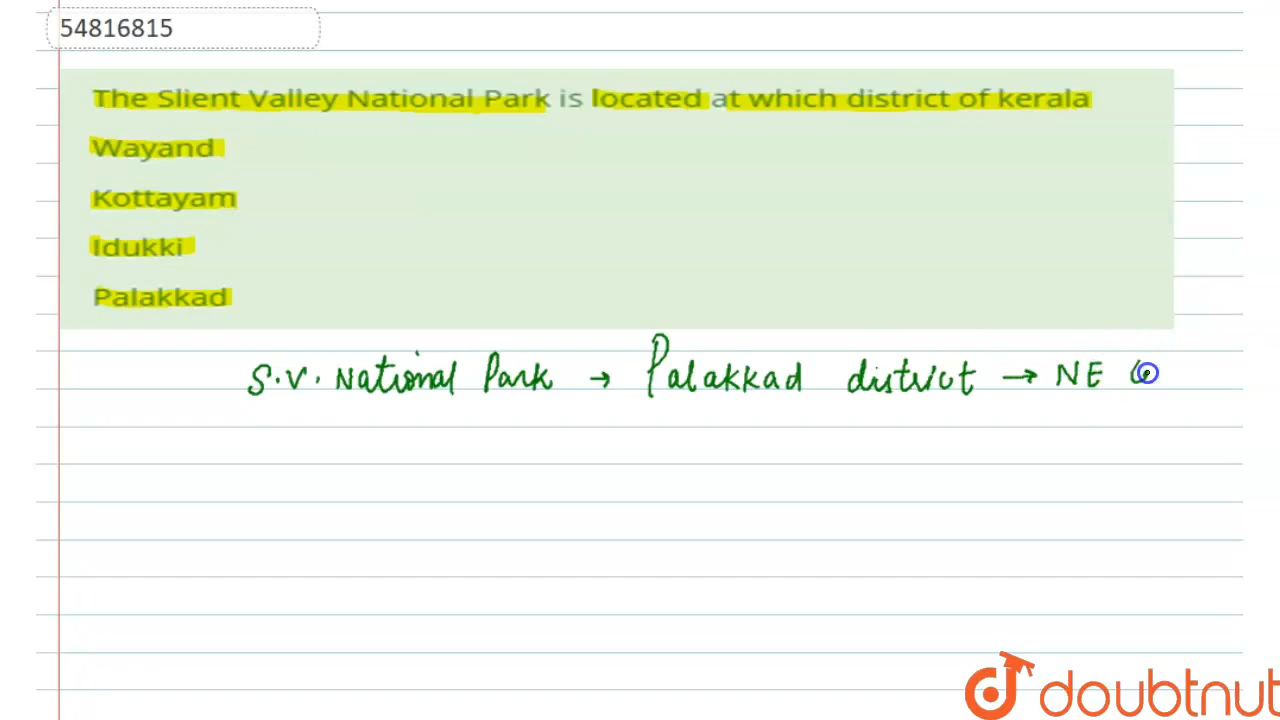 54816815
The Slient Valley National Park is located at which district of kerala
Wayand
Kottayam
Idukki
Palakkad
S.V. National Park → Palakkad district → NE
doubtnut